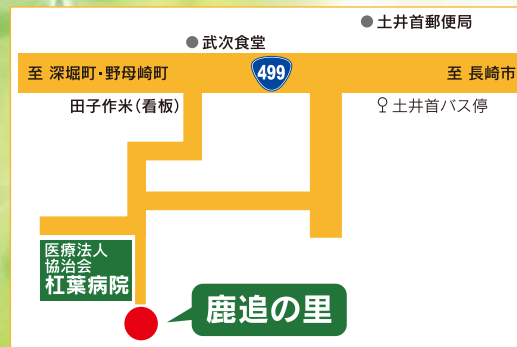 土井首郵便局
武次食堂
至 深堀町・野母崎町
499
至 長崎市
田子作米（看板）
土井首バス停
医療法人
協治会
杠葉病院
鹿追の里